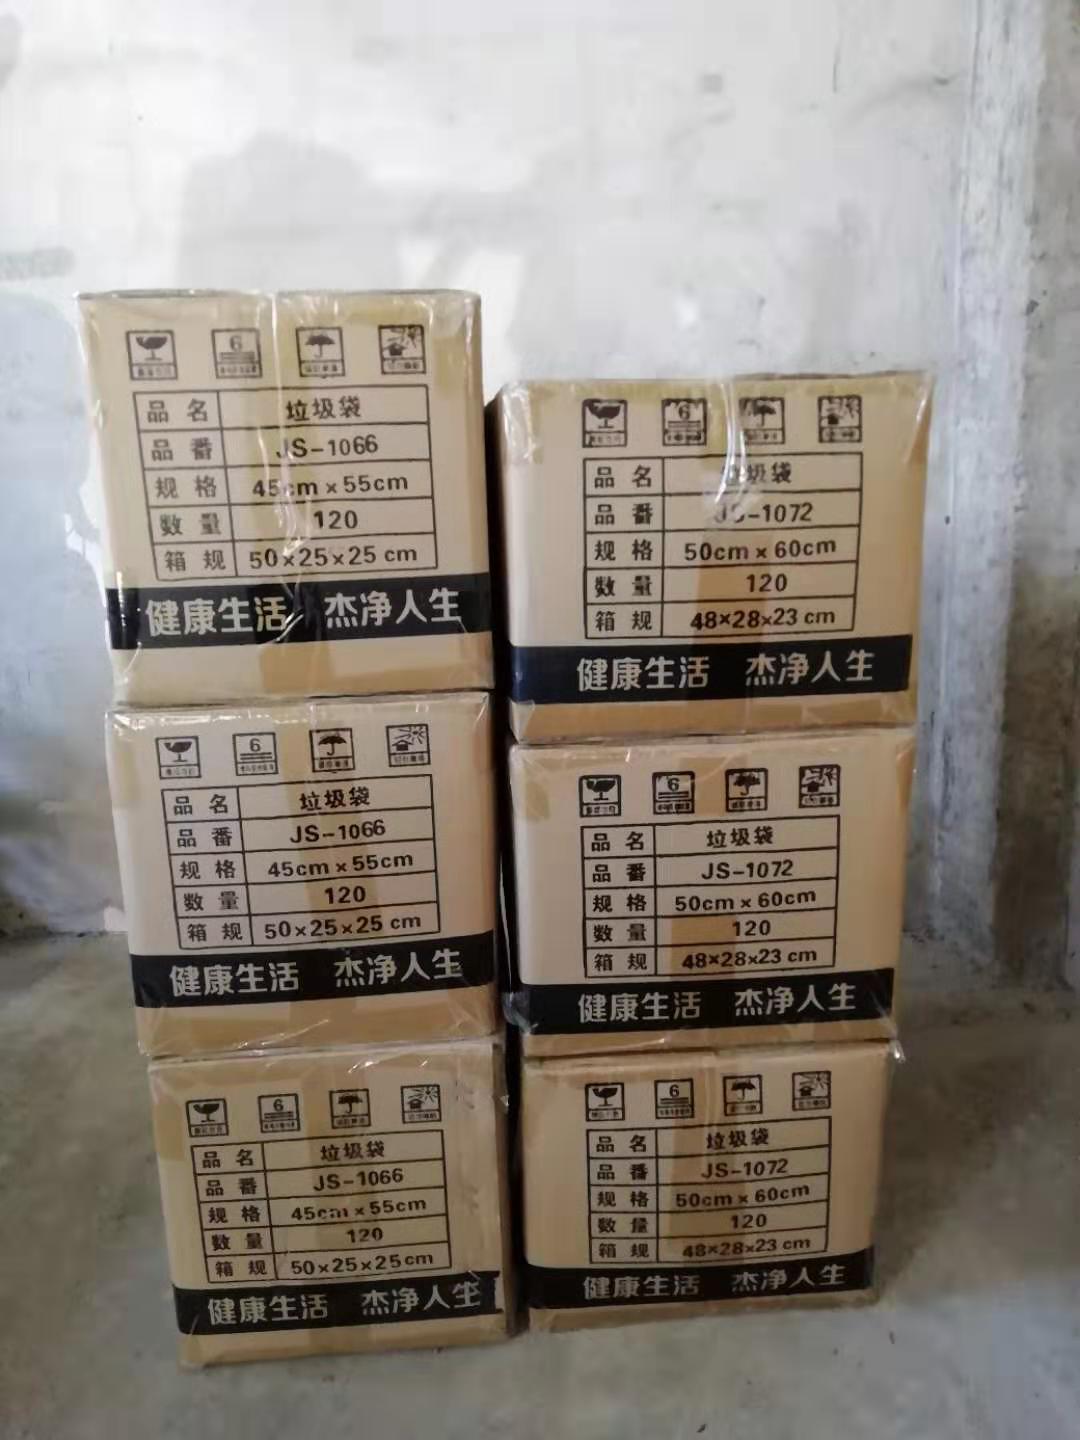 6
品名 垃圾袋
品番 JS-1066
规格 45cm×55cm
数量 120
箱规 50×25×25cm
健康生活 杰净人生
6
品名 垃圾袋
品番 JS-1066
规格 45cm×55cm
数量 120
箱规 50×25×25cm
健康生活 杰净人生
6
品名 垃圾袋
品番 JS-1066
规格 45cm×55cm
数量 120
箱规 50×25×25cm
健康生活 杰净人生
6
品名 垃圾袋
品番 JS-1072
规格 50cm×60cm
数量 120
箱规 48×28×23cm
健康生活 杰净人生
6
品名 垃圾袋
品番 JS-1072
规格 50cm×60cm
数量 120
箱规 48×28×23cm
健康生活 杰净人生
6
品名 垃圾袋
品番 JS-1072
规格 50cm×60cm
数量 120
箱规 48×28×23cm
健康生活 杰净人生